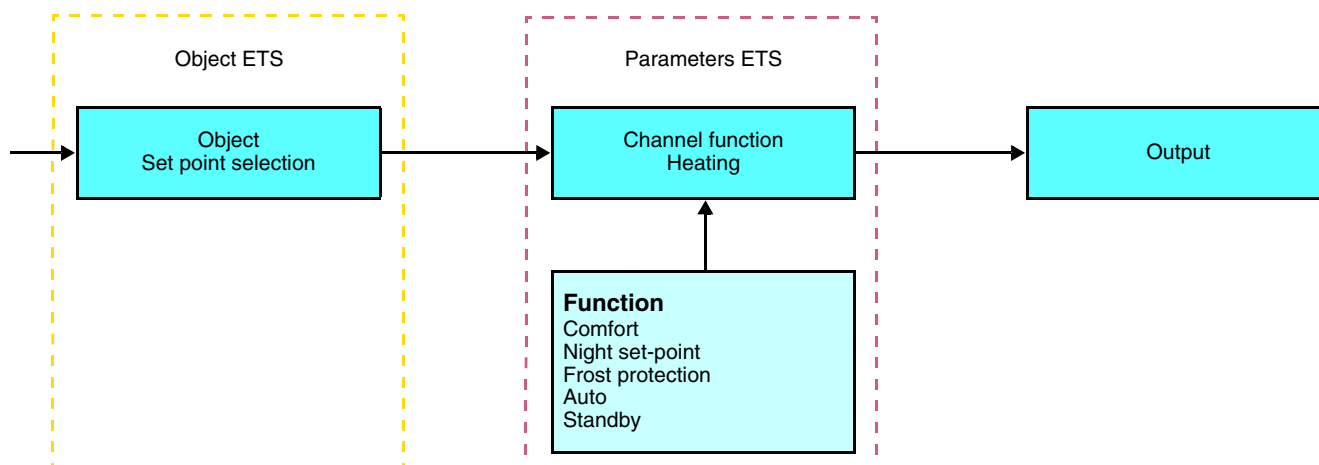 Object ETS
Parameters ETS
Object
Set point selection
Channel function
Heating
Output
Function
Comfort
Night set-point
Frost protection
Auto
Standby